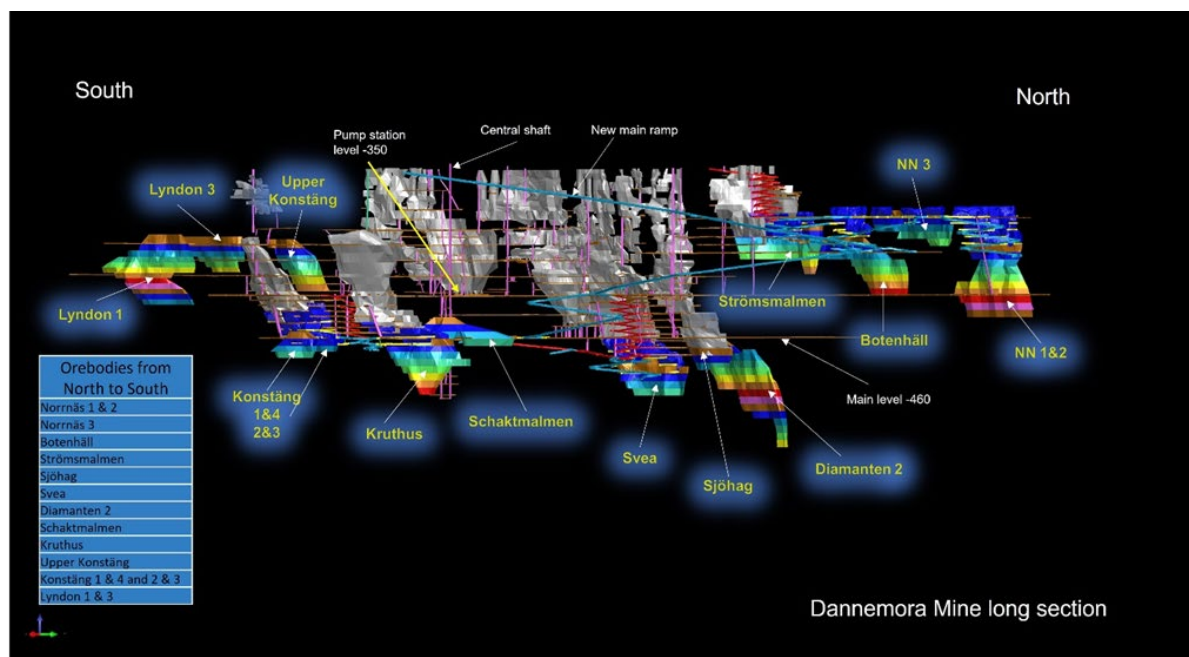 South
North
Pump station
level -350
Central shaft
New main ramp
NN 3
Lyndon 3
Upper
Konstäng
Strömsmalmen
Lyndon 1
Botenhäll
NN 1&2
Main level -460
Konstäng
1&4
2&3
Kruthus
Schaktmalmen
Svea
Sjöhag
Diamanten 2
Orebodies from
North to South
Norrnäs 1 & 2
Norrnäs 3
Botenhäll
Strömsmalmen
Sjöhag
Svea
Diamanten 2
Schaktmalmen
Kruthus
Upper Konstäng
Konstäng 1 & 4 and 2 & 3
Lyndon 1 & 3
Dannemora Mine long section